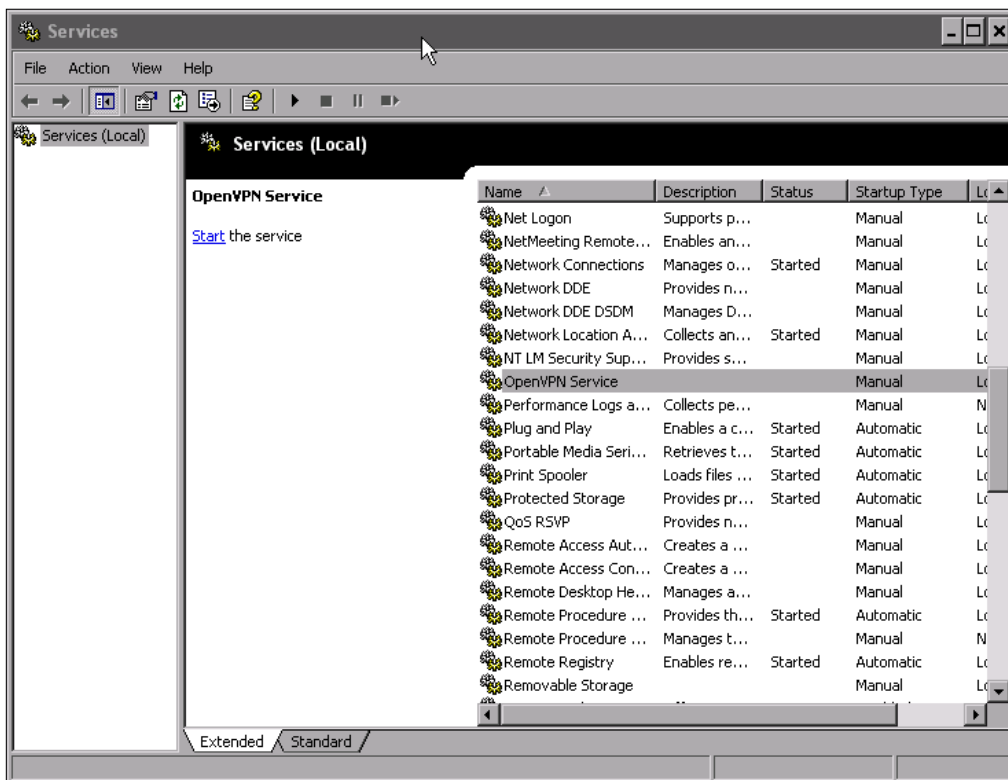 Services
File Action View Help
Services (Local)
Services (Local)
OpenVPN Service
Start the service
Name Description Status Startup Type
Net Logon Supports p... Manual
NetMeeting Remote... Enables an... Manual
Network Connections Manages o... Started Manual
Network DDE Provides n... Manual
Network DDE DSDM Manages D... Manual
Network Location A... Collects an... Started Manual
NT LM Security Sup... Provides s... Manual
OpenVPN Service Manual
Performance Logs a... Collects pe... Manual N
Plug and Play Enables a c... Started Automatic
Portable Media Seri... Retrieves t... Started Automatic
Print Spooler Loads files ... Started Automatic
Protected Storage Provides pr... Started Automatic
QoS RSVP Provides n... Manual
Remote Access Aut... Creates a ... Manual
Remote Access Con... Creates a ... Manual
Remote Desktop He... Manages a... Manual
Remote Procedure ... Provides th... Started Automatic
Remote Procedure ... Manages t... Manual N
Remote Registry Enables re... Started Automatic
Removable Storage Manual
Extended Standard